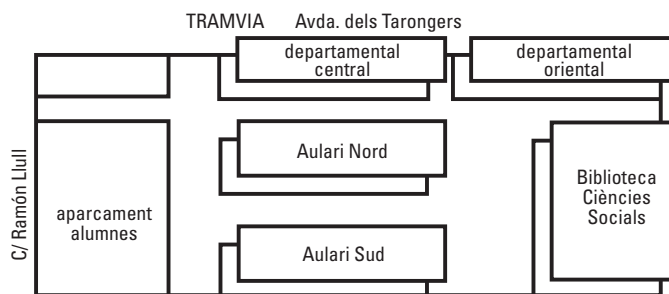 TRAMVIA Avda. dels Tarongers
departamental
central
departamental
oriental
C/ Ramón Llull
aparcament
alumnes
Aulari Nord
Aulari Sud
Biblioteca
Ciències
Socials